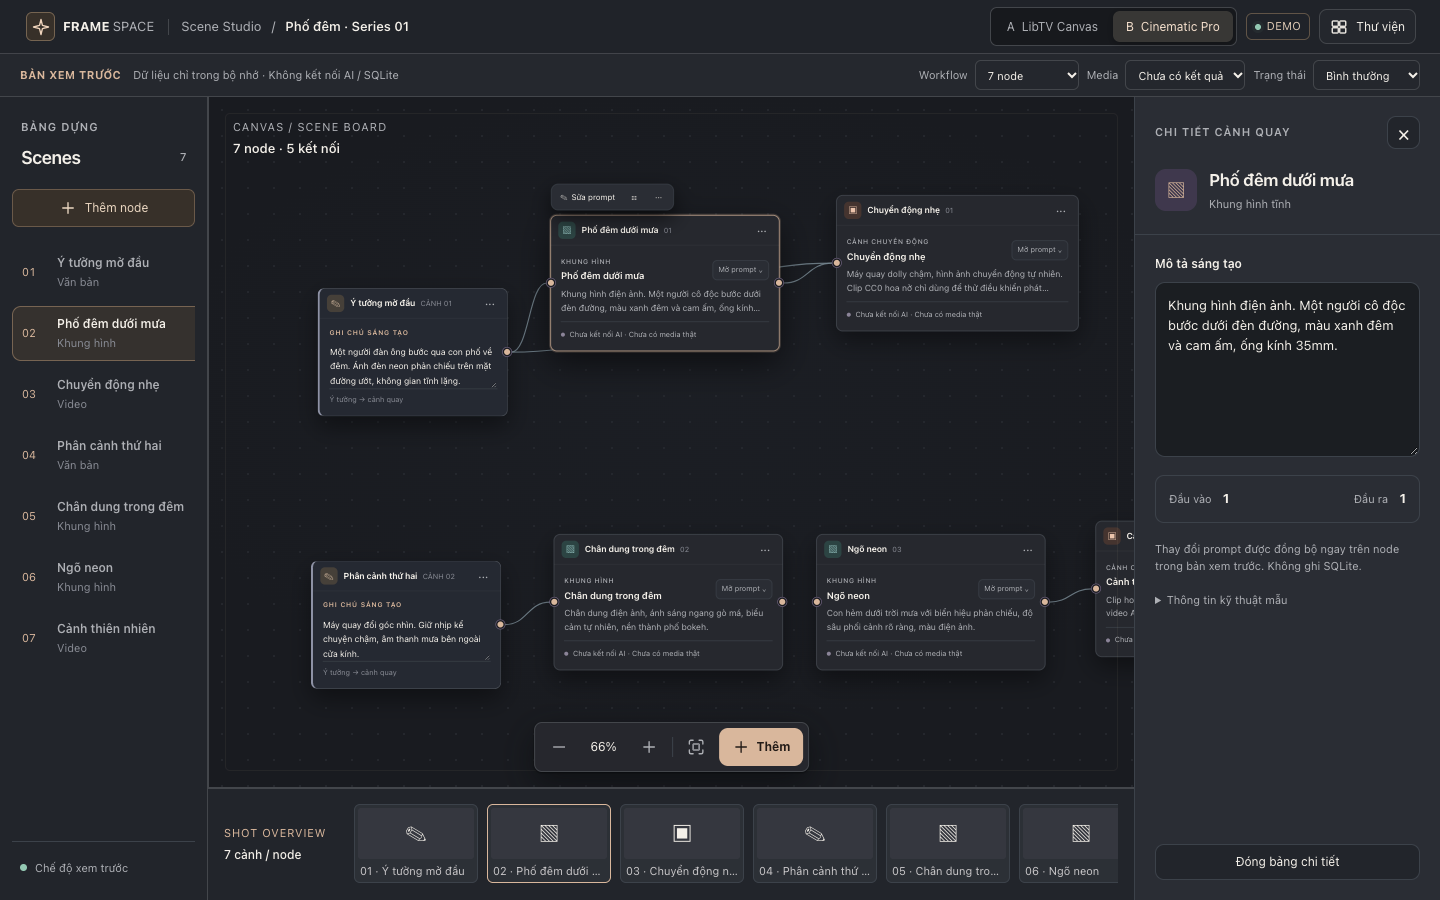 FRAME SPACE
Scene Studio / Phố đêm · Series 01
A LibTV Canvas
B Cinematic Pro
DEMO
Thư viện
BẢN XEM TRƯỚC
Dữ liệu chỉ trong bộ nhớ · Không kết nối AI / SQLite
Workflow
7 node
Media
Chưa có kết quả
Trạng thái
Bình thường
BẢNG DỰNG
Scenes
7
Thêm node
01
Ý tưởng mở đầu
Văn bản
02
Phố đêm dưới mưa
Khung hình
03
Chuyển động nhẹ
Video
04
Phân cảnh thứ hai
Văn bản
05
Chân dung trong đêm
Khung hình
06
Ngõ neon
Khung hình
07
Cảnh thiên nhiên
Video
Chế độ xem trước
CANVAS / SCENE BOARD
7 node · 5 kết nối
Sửa prompt
Phố đêm dưới mưa 01
KHUNG HÌNH
Phố đêm dưới mưa
Mở prompt
Khung hình điện ảnh. Một người cô độc bước dưới
đèn đường, màu xanh đêm và cam ấm, ống kính...
Chưa kết nối AI · Chưa có media thật
Chuyển động nhẹ 01
CẢNH CHUYỂN ĐỘNG
Chuyển động nhẹ
Mở prompt
Máy quay dolly chậm, hình ảnh chuyển động tự nhiên.
Clip CC0 hoa nở chỉ dùng để thử điều khiển phát...
Chưa kết nối AI · Chưa có media thật
Ý tưởng mở đầu CẢNH 01
GHI CHÚ SÁNG TẠO
Một người đàn ông bước qua con phố về
đêm. Ánh đèn neon phản chiếu trên mặt
đường ướt, không gian tĩnh lặng.
Ý tưởng → cảnh quay
Phân cảnh thứ hai CẢNH 02
GHI CHÚ SÁNG TẠO
Máy quay đổi góc nhìn. Giữ nhịp kể
chuyện chậm, âm thanh mưa bên ngoài
cửa kính.
Ý tưởng → cảnh quay
Chân dung trong đêm 02
KHUNG HÌNH
Chân dung trong đêm
Mở prompt
Chân dung điện ảnh, ánh sáng ngang gò má, biểu
cảm tự nhiên, nền thành phố bokeh.
Chưa kết nối AI · Chưa có media thật
Ngõ neon 03
KHUNG HÌNH
Ngõ neon
Mở prompt
Con hẻm dưới trời mưa với biển hiệu phản chiếu, độ
sâu phối cảnh rõ ràng, màu điện ảnh.
Chưa kết nối AI · Chưa có media thật
Cả
CẢNH C
Cảnh t
Clip ho
video A
Chưa
66%
Thêm
SHOT OVERVIEW
7 cảnh / node
01 · Ý tưởng mở đầu
02 · Phố đêm dưới ...
03 · Chuyển động n...
04 · Phân cảnh thứ ...
05 · Chân dung tro...
06 · Ngõ neon
CHI TIẾT CẢNH QUAY
Phố đêm dưới mưa
Khung hình tĩnh
Mô tả sáng tạo
Khung hình điện ảnh. Một người cô độc
bước dưới đèn đường, màu xanh đêm
và cam ấm, ống kính 35mm.
Đầu vào 1
Đầu ra 1
Thay đổi prompt được đồng bộ ngay trên node
trong bản xem trước. Không ghi SQLite.
Thông tin kỹ thuật mẫu
Đóng bảng chi tiết